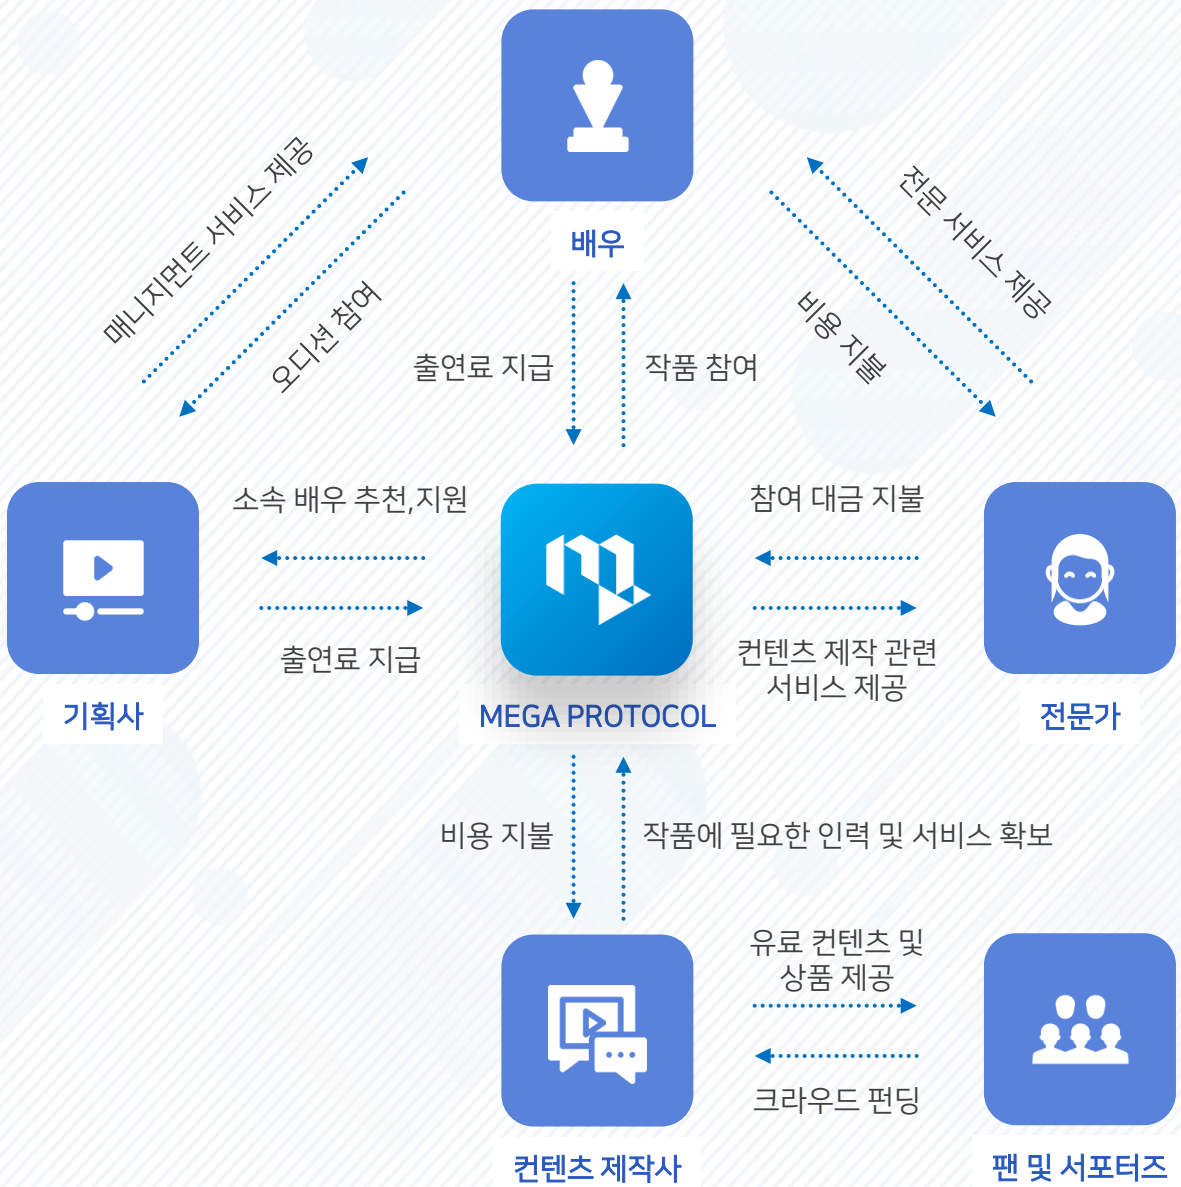 배우
매니지먼트 서비스 제공
오디션 참여
전문 서비스 제공
비용 지불
출연료 지급
작품 참여
소속 배우 추천,지원
참여 대금 지불
출연료 지급
컨텐츠 제작 관련
서비스 제공
기획사
MEGA PROTOCOL
전문가
비용 지불
작품에 필요한 인력 및 서비스 확보
유료 컨텐츠 및
상품 제공
크라우드 펀딩
컨텐츠 제작사
팬 및 서포터즈